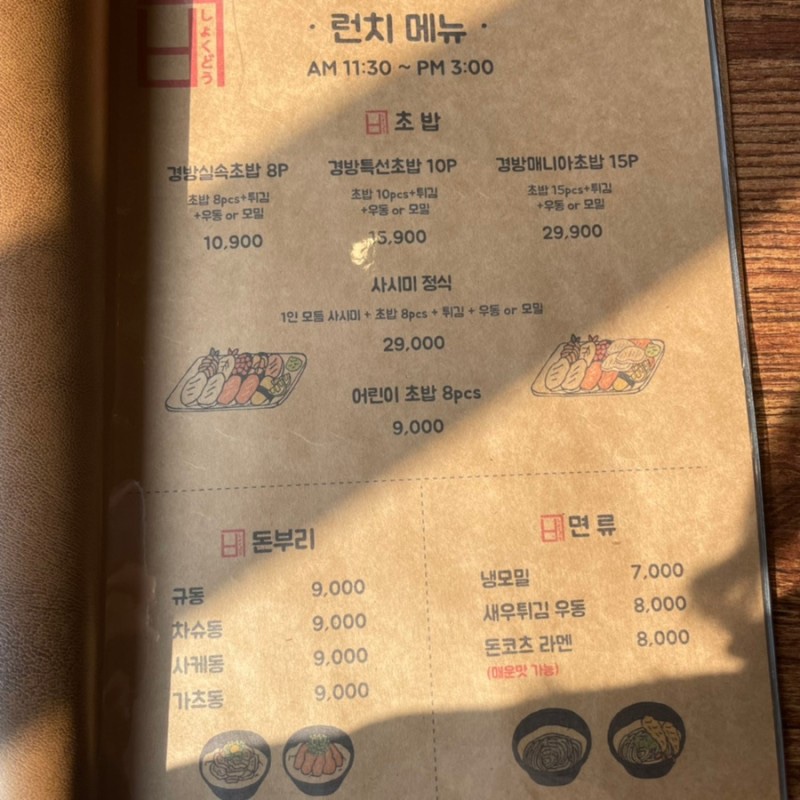 しょくどう
· 런치 메뉴 ·
AM 11:30 ~ PM 3:00
초밥
경방실속초밥 8P
초밥 8pcs+튀김
+우동 or 모밀
10,900
경방특선초밥 10P
초밥 10pcs+튀김
+우동 or 모밀
15,900
경방매니아초밥 15P
초밥 15pcs+튀김
+우동 or 모밀
29,900
사시미 정식
1인 모듬 사시미 + 초밥 8pcs + 튀김 + 우동 or 모밀
29,000
어린이 초밥 8pcs
9,000
돈부리
규동 9,000
차슈동 9,000
사케동 9,000
가츠동 9,000
면류
냉모밀 7,000
새우튀김 우동 8,000
돈코츠 라멘 8,000
(매운맛 가능)